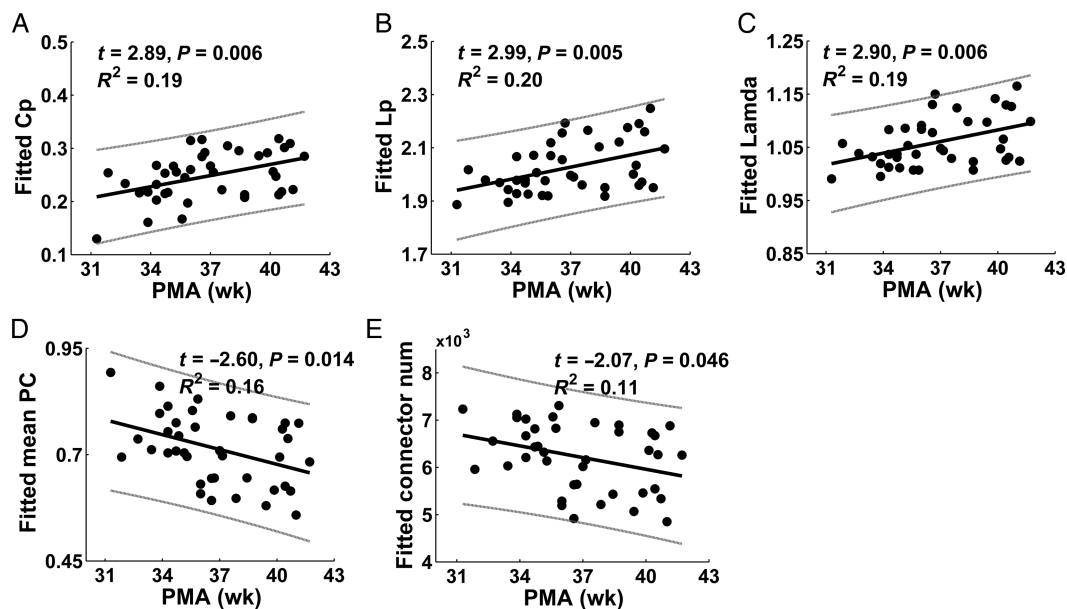 A
t = 2.89, P = 0.006
R² = 0.19
Fitted Cp
0.5
0.4
0.3
0.2
0.1
31 34 37 40 43
PMA (wk)
B
t = 2.99, P = 0.005
R² = 0.20
Fitted Lp
2.5
2.3
2.1
1.9
1.7
31 34 37 40 43
PMA (wk)
C
t = 2.90, P = 0.006
R² = 0.19
Fitted Lamda
1.25
1.15
1.05
0.95
0.85
31 34 37 40 43
PMA (wk)
D
t = −2.60, P = 0.014
R² = 0.16
Fitted mean PC
0.95
0.7
0.45
31 34 37 40 43
PMA (wk)
E
x10³
t = −2.07, P = 0.046
R² = 0.11
Fitted connector num
8
7
6
5
4
31 34 37 40 43
PMA (wk)